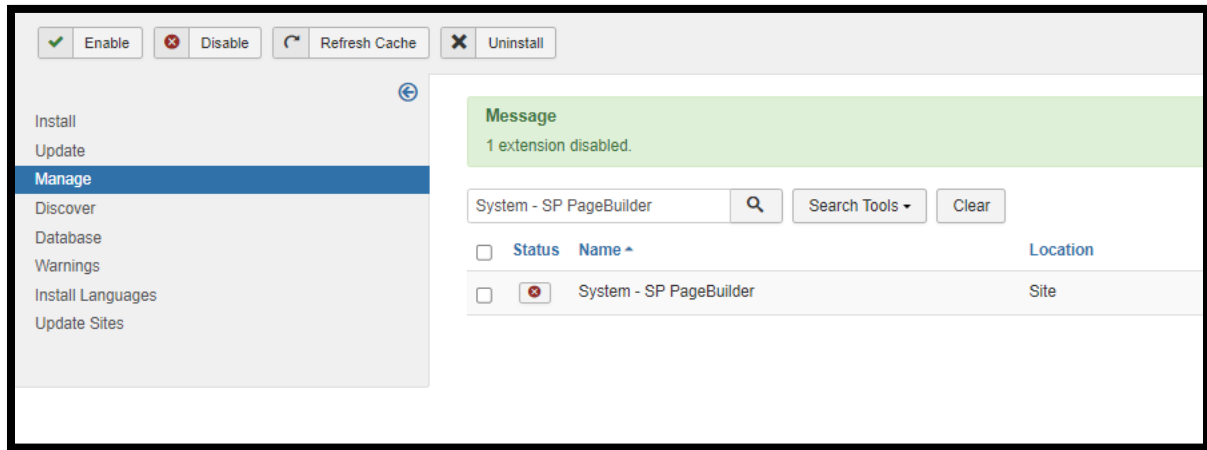 Enable Disable Refresh Cache Uninstall
Install
Update
Manage
Discover
Database
Warnings
Install Languages
Update Sites
Message
1 extension disabled.
System - SP PageBuilder Search Tools Clear
Status Name Location
System - SP PageBuilder Site